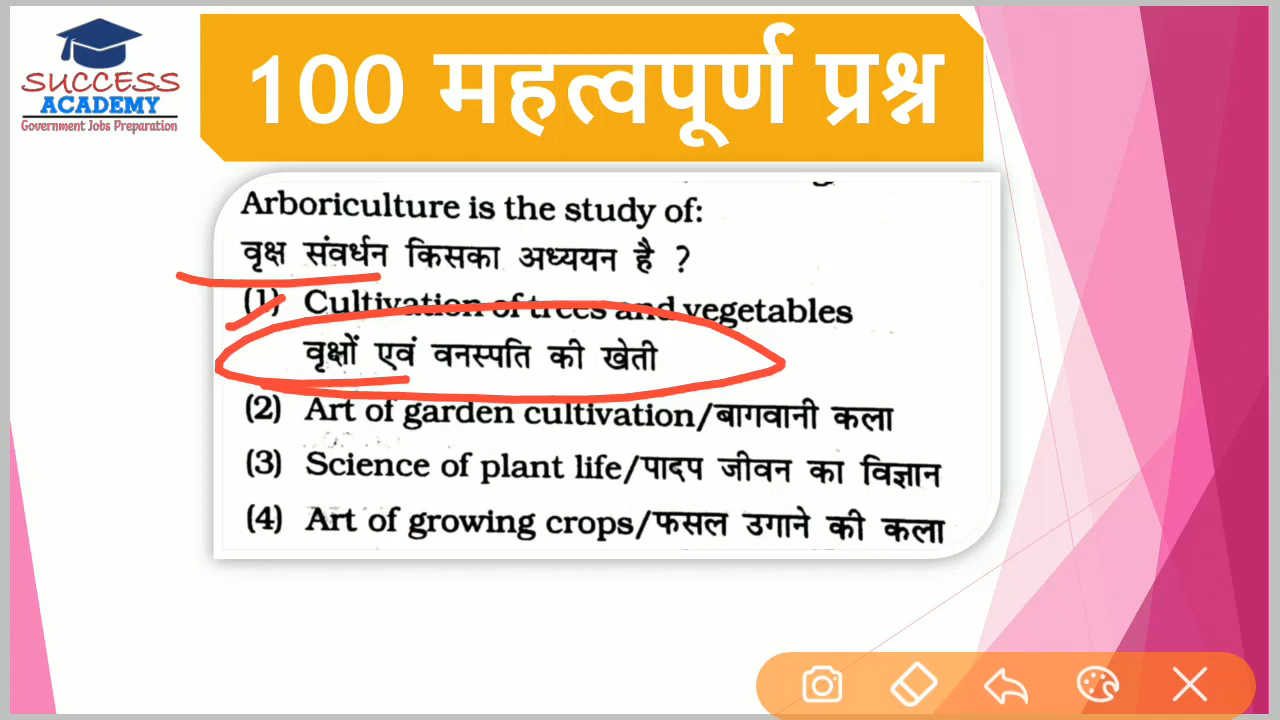 SUCCESS
ACADEMY
Government Jobs Preparation
100 महत्वपूर्ण प्रश्न
Arboriculture is the study of:
वृक्ष संवर्धन किसका अध्ययन है ?
(1) Cultivation of trees and vegetables
वृक्षों एवं वनस्पति की खेती
(2) Art of garden cultivation/बागवानी कला
(3) Science of plant life/पादप जीवन का विज्ञान
(4) Art of growing crops/फसल उगाने की कला